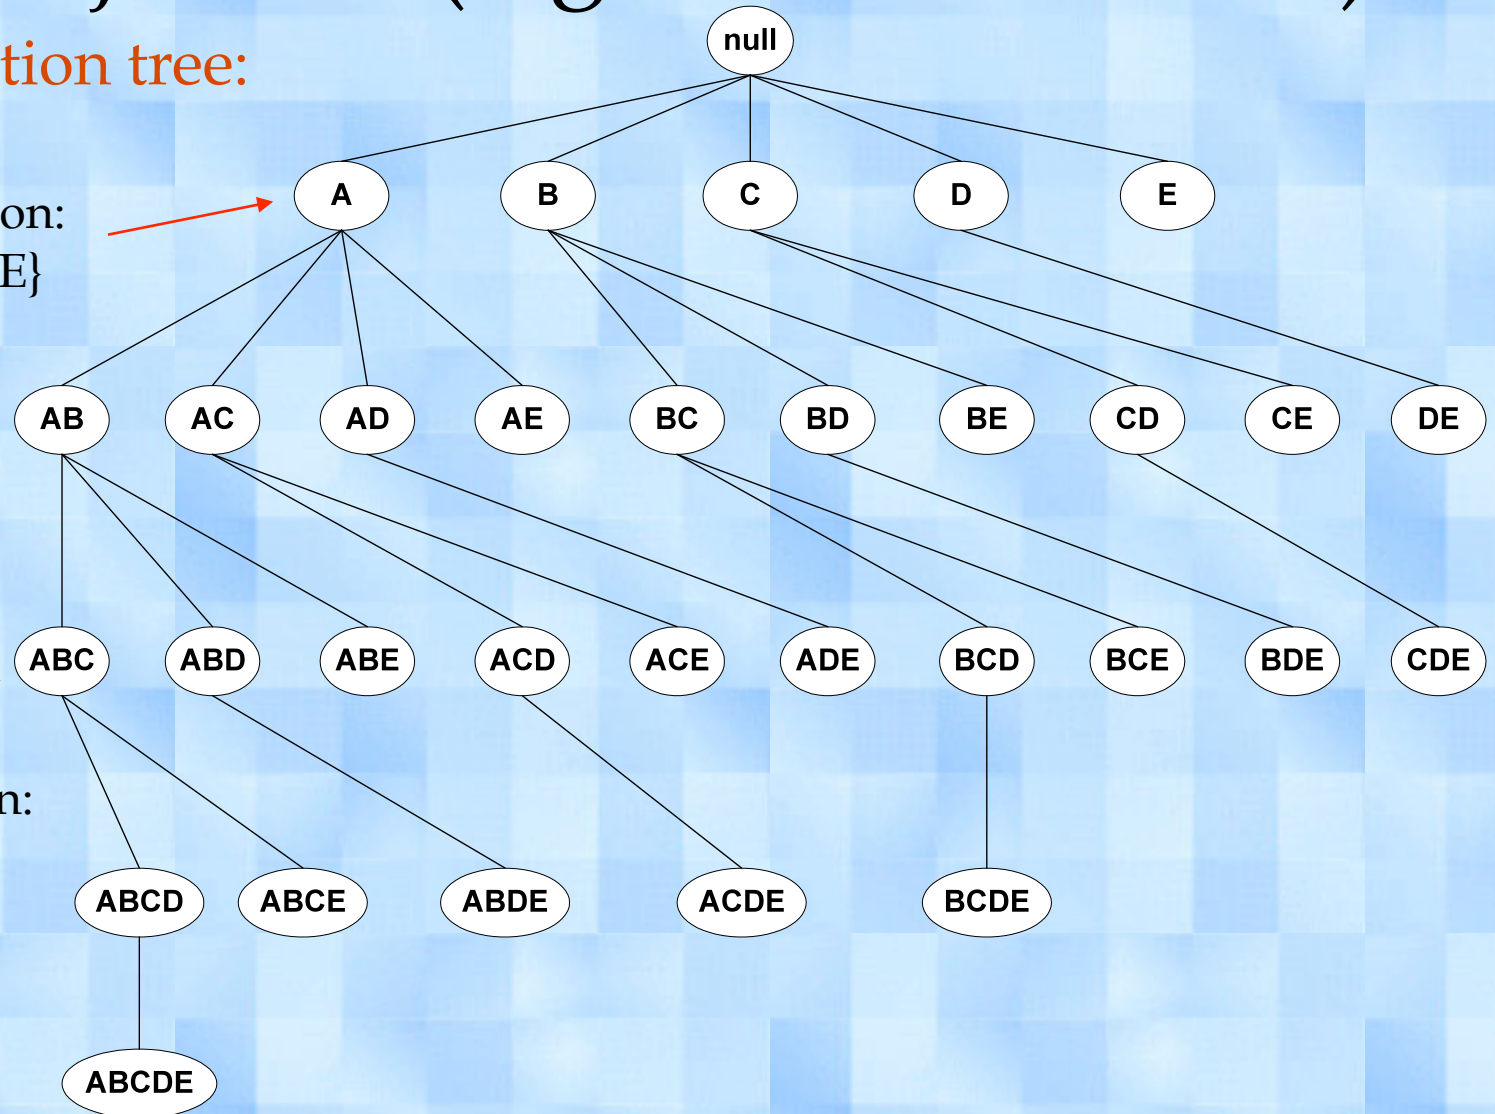 null
tion tree:
A B C D E
on:
E}
AB AC AD AE BC BD BE CD CE DE
ABC ABD ABE ACD ACE ADE BCD BCE BDE CDE
n:
ABCD ABCE ABDE ACDE BCDE
ABCDE